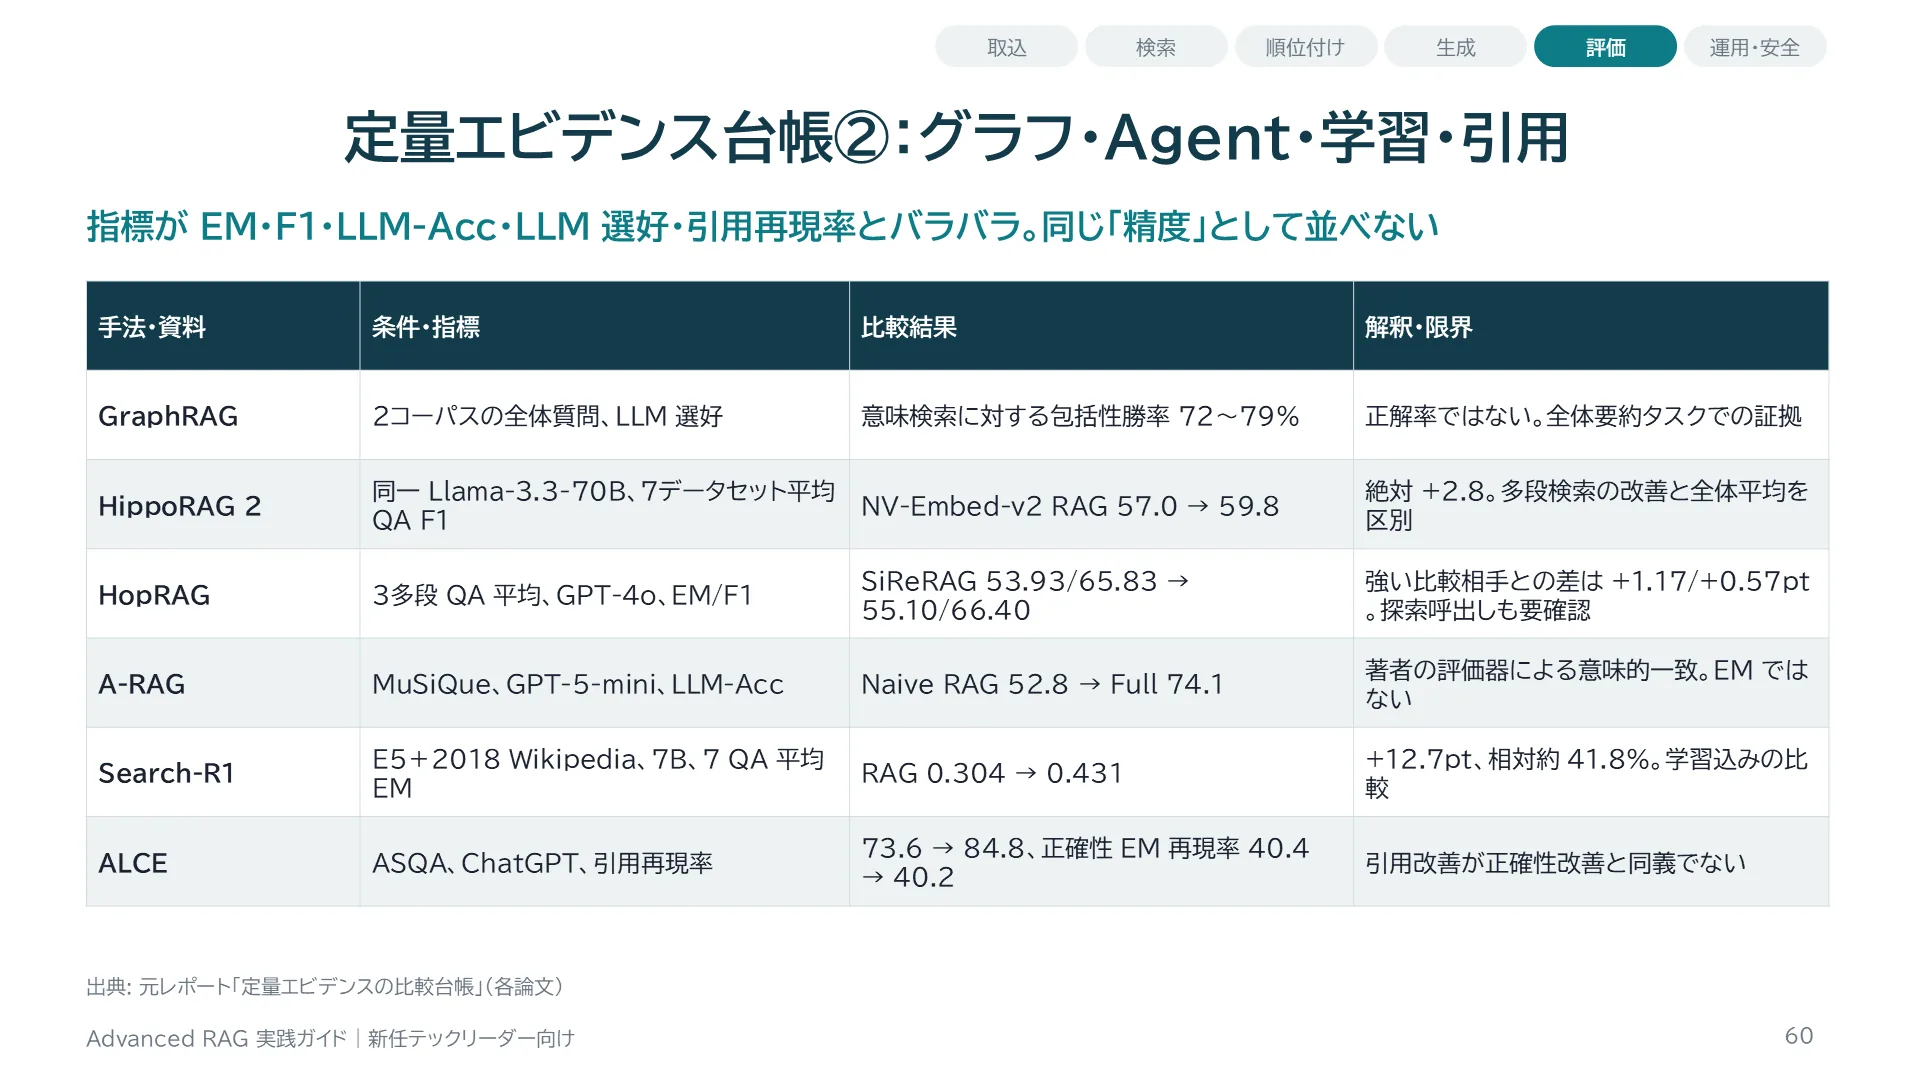 取込
検索
順位付け
生成
評価
運用・安全
定量エビデンス台帳②：グラフ・Agent・学習・引用
指標が EM・F1・LLM-Acc・LLM 選好・引用再現率とバラバラ。同じ「精度」として並べない
手法・資料
条件・指標
比較結果
解釈・限界
GraphRAG
2コーパスの全体質問、LLM 選好
意味検索に対する包括性勝率 72～79%
正解率ではない。全体要約タスクでの証拠
HippoRAG 2
同一 Llama-3.3-70B、7データセット平均
QA F1
NV-Embed-v2 RAG 57.0 → 59.8
絶対 +2.8。多段検索の改善と全体平均を
区別
HopRAG
3多段 QA 平均、GPT-4o、EM/F1
SiReRAG 53.93/65.83 →
55.10/66.40
強い比較相手との差は +1.17/+0.57pt
。探索呼出しも要確認
A-RAG
MuSiQue、GPT-5-mini、LLM-Acc
Naive RAG 52.8 → Full 74.1
著者の評価器による意味的一致。EM では
ない
Search-R1
E5＋2018 Wikipedia、7B、7 QA 平均
EM
RAG 0.304 → 0.431
+12.7pt、相対約 41.8%。学習込みの比
較
ALCE
ASQA、ChatGPT、引用再現率
73.6 → 84.8、正確性 EM 再現率 40.4
→ 40.2
引用改善が正確性改善と同義でない
出典: 元レポート「定量エビデンスの比較台帳」（各論文）
Advanced RAG 実践ガイド｜新任テックリーダー向け
60